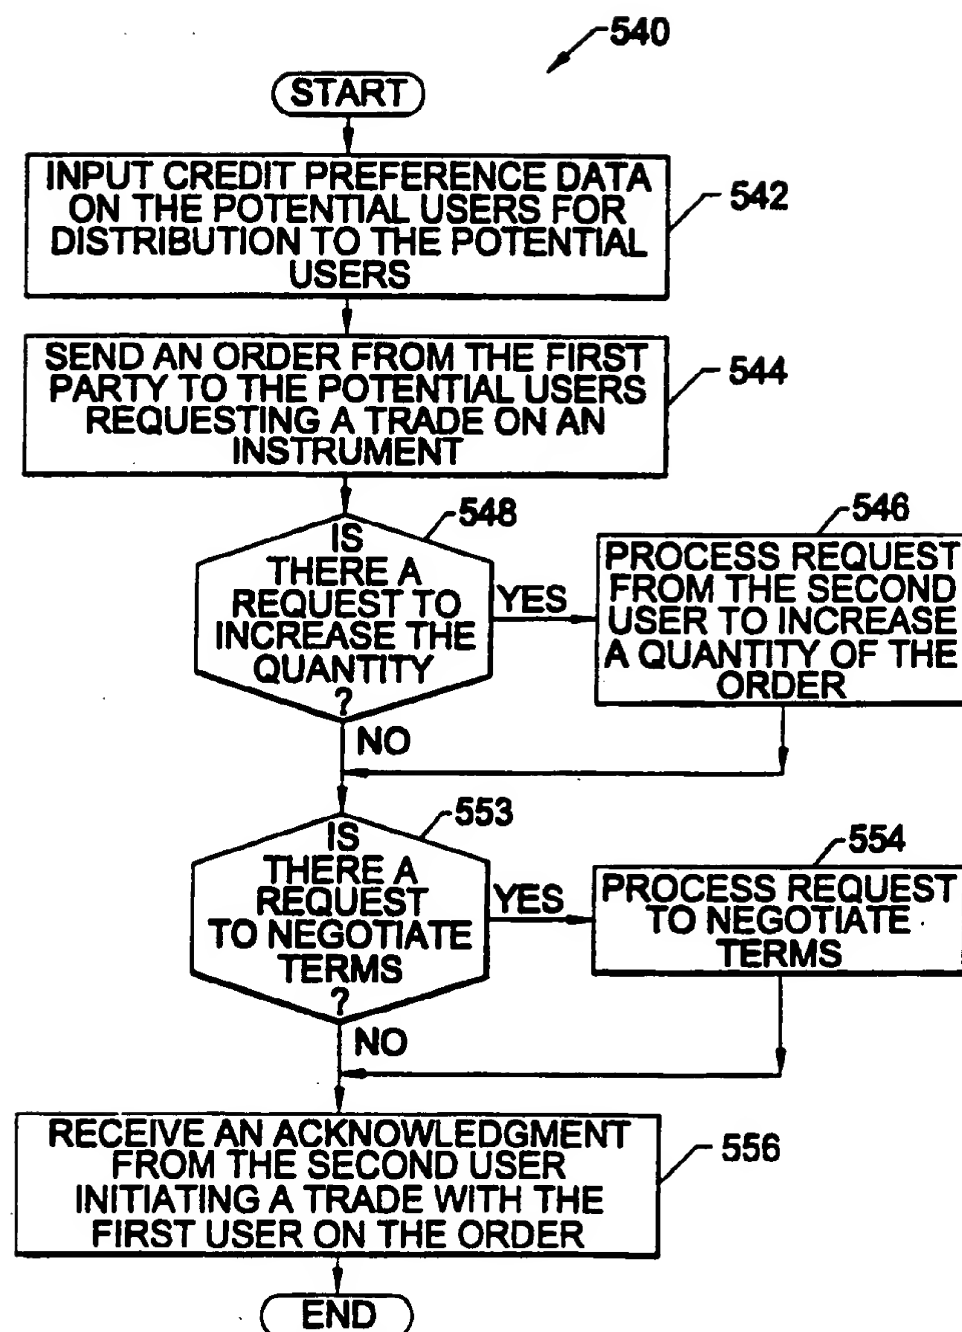 540
START
INPUT CREDIT PREFERENCE DATA
ON THE POTENTIAL USERS FOR
DISTRIBUTION TO THE POTENTIAL
USERS
542
SEND AN ORDER FROM THE FIRST
PARTY TO THE POTENTIAL USERS
REQUESTING A TRADE ON AN
INSTRUMENT
544
548
IS
THERE A
REQUEST TO
INCREASE THE
QUANTITY
?
YES
NO
546
PROCESS REQUEST
FROM THE SECOND
USER TO INCREASE
A QUANTITY OF THE
ORDER
553
IS
THERE A
REQUEST
TO NEGOTIATE
TERMS
?
YES
NO
554
PROCESS REQUEST
TO NEGOTIATE
TERMS
RECEIVE AN ACKNOWLEDGMENT
FROM THE SECOND USER
INITIATING A TRADE WITH THE
FIRST USER ON THE ORDER
556
END